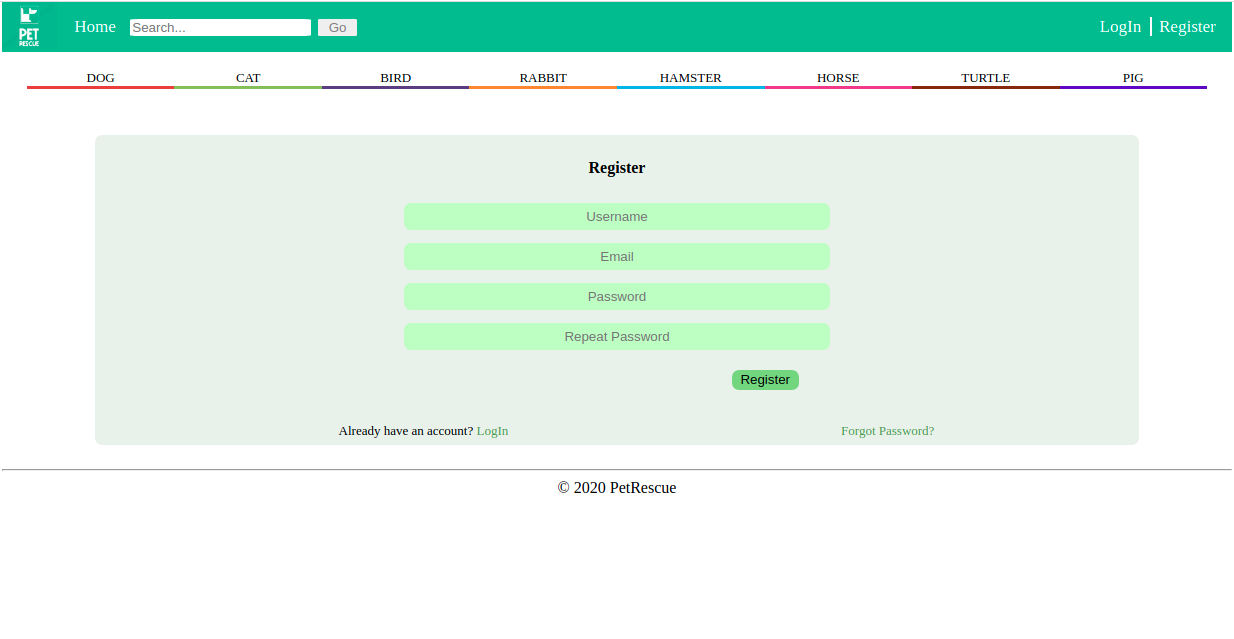 PET
RESCUE
Home Search... Go LogIn Register
DOG CAT BIRD RABBIT HAMSTER HORSE TURTLE PIG
Register
Username
Email
Password
Repeat Password
Register
Already have an account? LogIn Forgot Password?
© 2020 PetRescue